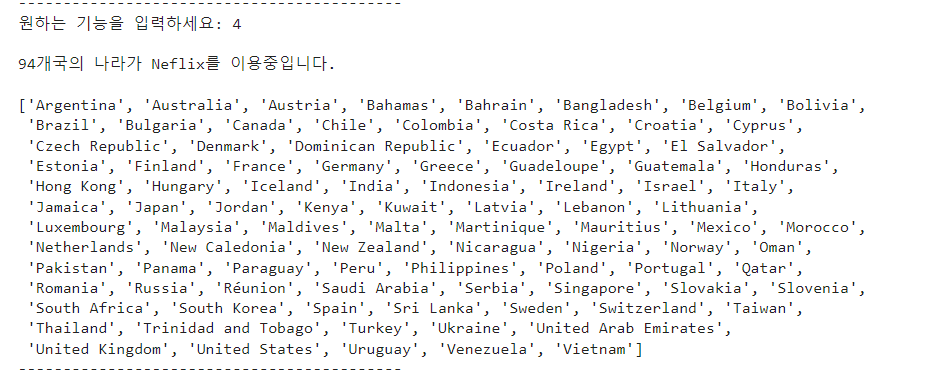 -------------------------------------------
원하는 기능을 입력하세요: 4
94개국의 나라가 Neflix를 이용중입니다.
['Argentina', 'Australia', 'Austria', 'Bahamas', 'Bahrain', 'Bangladesh', 'Belgium', 'Bolivia',
'Brazil', 'Bulgaria', 'Canada', 'Chile', 'Colombia', 'Costa Rica', 'Croatia', 'Cyprus',
'Czech Republic', 'Denmark', 'Dominican Republic', 'Ecuador', 'Egypt', 'El Salvador',
'Estonia', 'Finland', 'France', 'Germany', 'Greece', 'Guadeloupe', 'Guatemala', 'Honduras',
'Hong Kong', 'Hungary', 'Iceland', 'India', 'Indonesia', 'Ireland', 'Israel', 'Italy',
'Jamaica', 'Japan', 'Jordan', 'Kenya', 'Kuwait', 'Latvia', 'Lebanon', 'Lithuania',
'Luxembourg', 'Malaysia', 'Maldives', 'Malta', 'Martinique', 'Mauritius', 'Mexico', 'Morocco',
'Netherlands', 'New Caledonia', 'New Zealand', 'Nicaragua', 'Nigeria', 'Norway', 'Oman',
'Pakistan', 'Panama', 'Paraguay', 'Peru', 'Philippines', 'Poland', 'Portugal', 'Qatar',
'Romania', 'Russia', 'Réunion', 'Saudi Arabia', 'Serbia', 'Singapore', 'Slovakia', 'Slovenia',
'South Africa', 'South Korea', 'Spain', 'Sri Lanka', 'Sweden', 'Switzerland', 'Taiwan',
'Thailand', 'Trinidad and Tobago', 'Turkey', 'Ukraine', 'United Arab Emirates',
'United Kingdom', 'United States', 'Uruguay', 'Venezuela', 'Vietnam']
-------------------------------------------